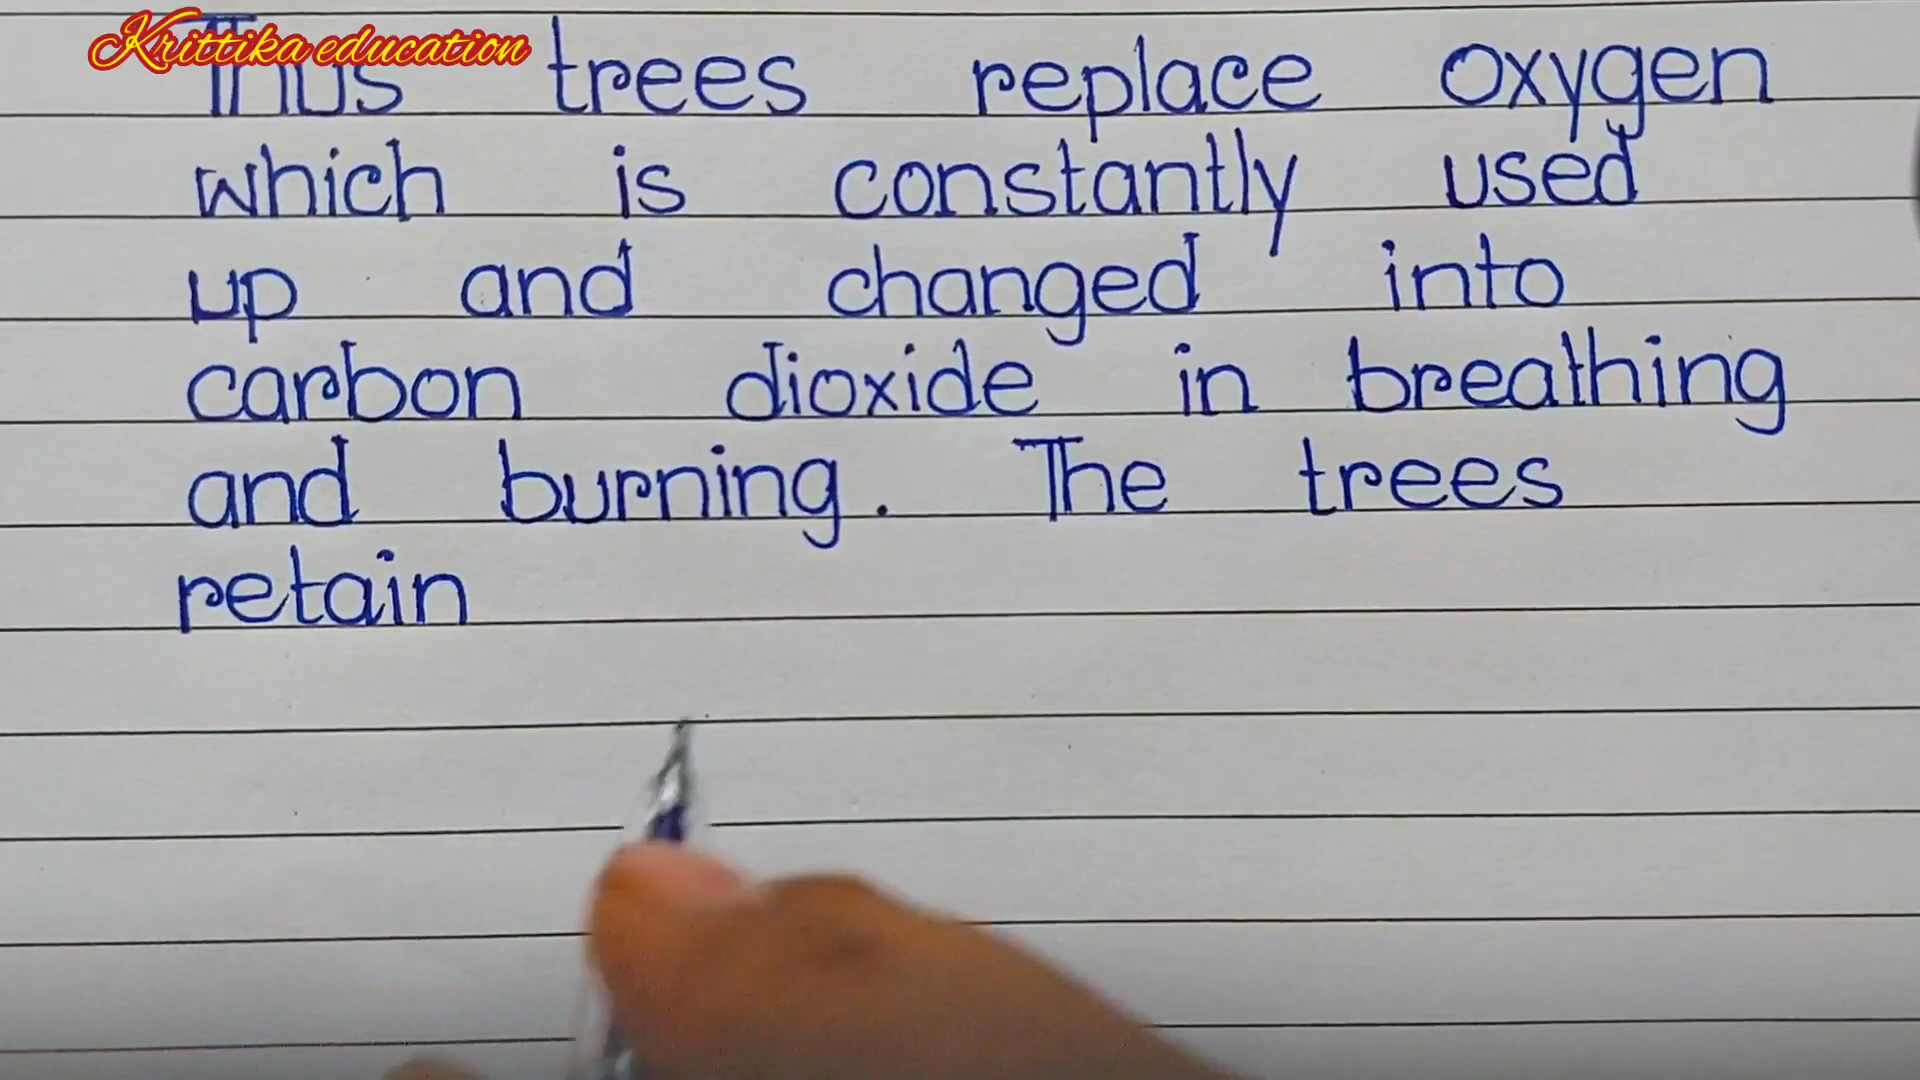 Krittika education
Thus trees replace oxygen
which is constantly used
up and changed into
carbon dioxide in breathing
and burning. The trees
retain